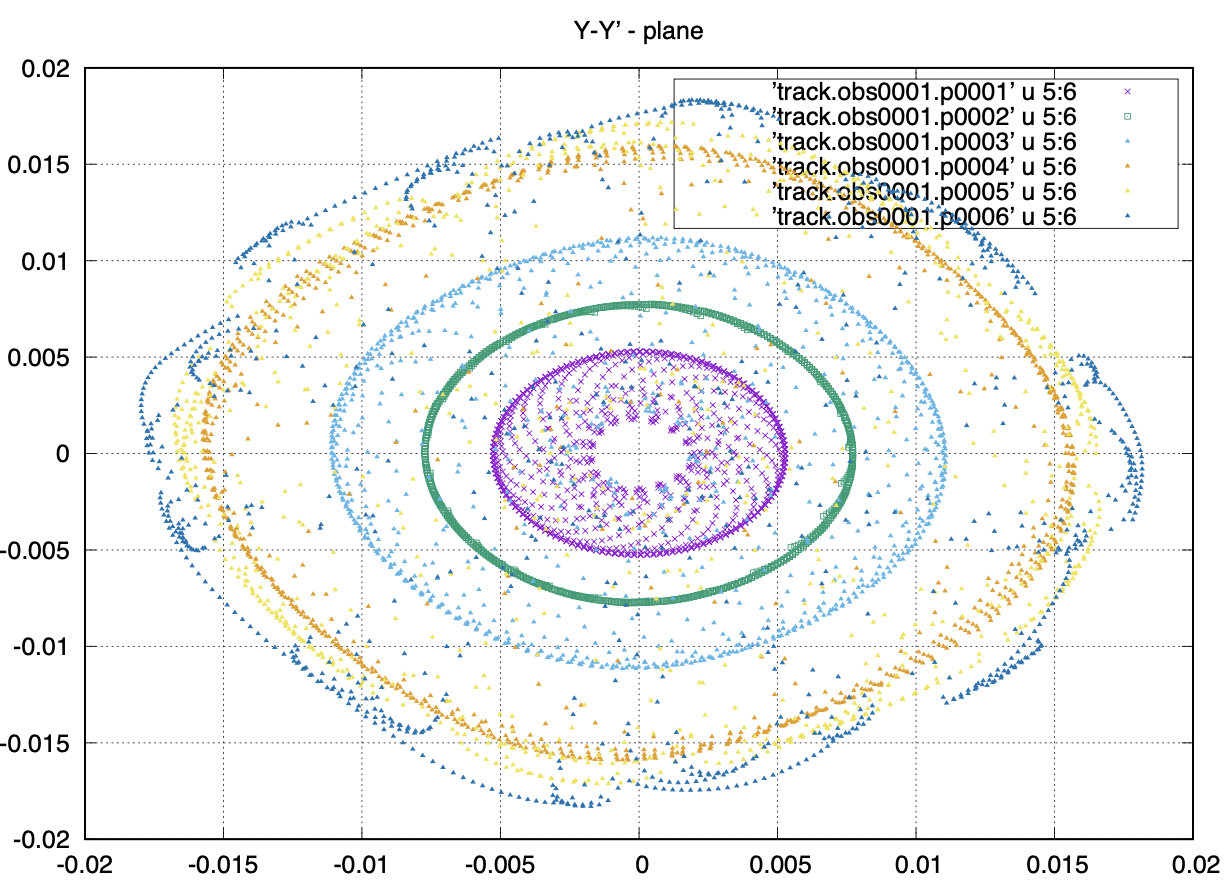 Y-Y’ - plane
0.02
0.015
0.01
0.005
0
-0.005
-0.01
-0.015
-0.02
-0.02 -0.015 -0.01 -0.005 0 0.005 0.01 0.015 0.02
’track.obs0001.p0001’ u 5:6
’track.obs0001.p0002’ u 5:6
’track.obs0001.p0003’ u 5:6
’track.obs0001.p0004’ u 5:6
’track.obs0001.p0005’ u 5:6
’track.obs0001.p0006’ u 5:6